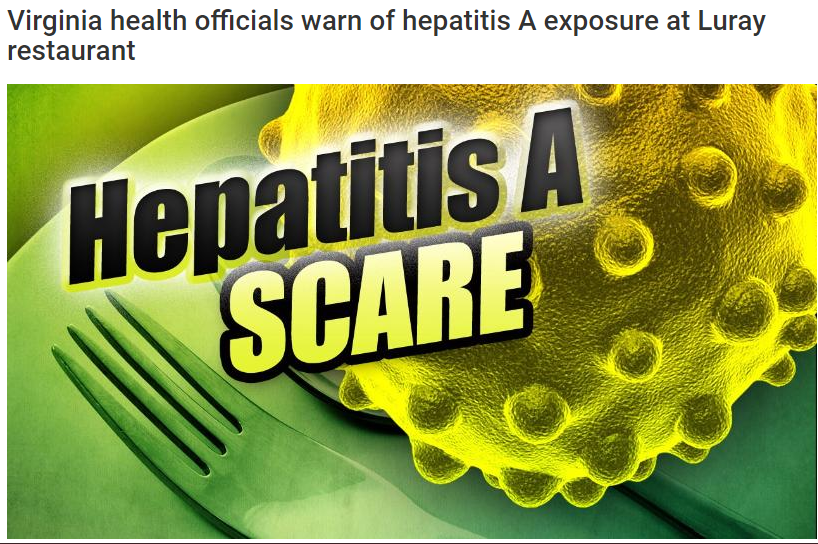 Virginia health officials warn of hepatitis A exposure at Luray
restaurant
Hepatitis A
SCARE